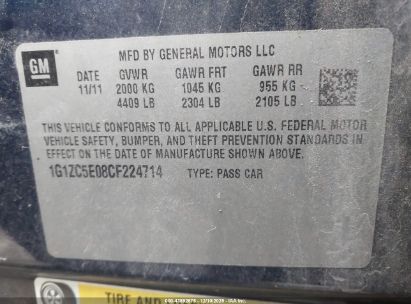 GM
MFD BY GENERAL MOTORS LLC
DATE GVWR GAWR FRT GAWR RR
11/11 2000 KG 1045 KG 955 KG
4409 LB 2304 LB 2105 LB
THIS VEHICLE CONFORMS TO ALL APPLICABLE U.S. FEDERAL MOTOR
VEHICLE SAFETY, BUMPER, AND THEFT PREVENTION STANDARDS IN
EFFECT ON THE DATE OF MANUFACTURE SHOWN ABOVE.
1G1ZC5E08CF224714 TYPE: PASS CAR
TIRE AND